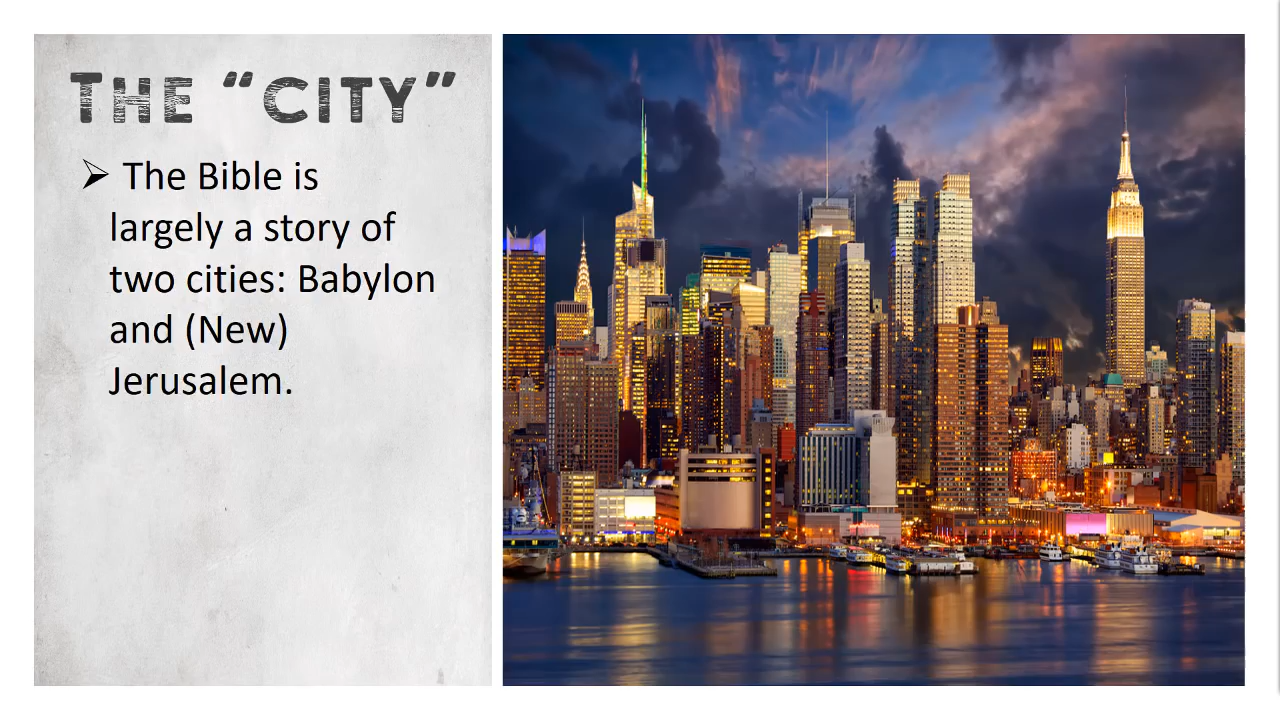 THE “CITY”
➢ The Bible is
largely a story of
two cities: Babylon
and (New)
Jerusalem.